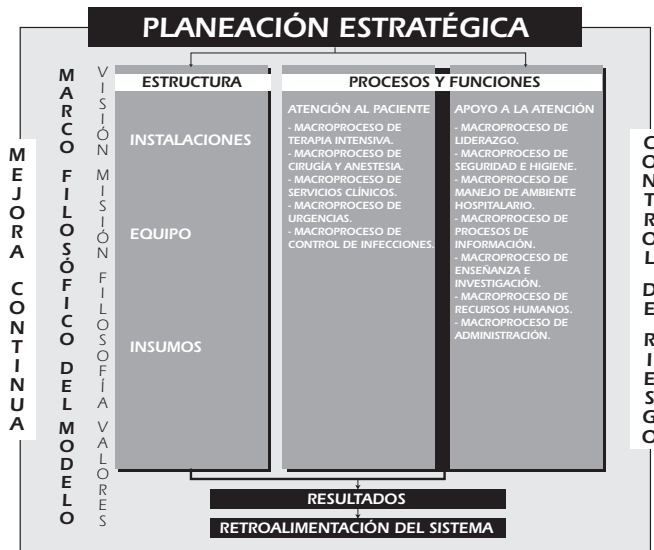 PLANEACIÓN ESTRATÉGICA
MEJORA CONTINUA
MARCO FILOSÓFICO DEL MODELO
VISIÓN MISIÓN FILOSOFÍA VALORES
ESTRUCTURA
INSTALACIONES
EQUIPO
INSUMOS
PROCESOS Y FUNCIONES
ATENCIÓN AL PACIENTE
- MACROPROCESO DE
TERAPIA INTENSIVA.
- MACROPROCESO DE
CIRUGÍA Y ANESTESIA.
- MACROPROCESO DE
SERVICIOS CLÍNICOS.
- MACROPROCESO DE
URGENCIAS.
- MACROPROCESO DE
CONTROL DE INFECCIONES.
APOYO A LA ATENCIÓN
- MACROPROCESO DE
LIDERAZGO.
- MACROPROCESO DE
SEGURIDAD E HIGIENE.
- MACROPROCESO DE
MANEJO DE AMBIENTE
HOSPITALARIO.
- MACROPROCESO DE
PROCESOS DE
INFORMACIÓN.
- MACROPROCESO DE
ENSEÑANZA E
INVESTIGACIÓN.
- MACROPROCESO DE
RECURSOS HUMANOS.
- MACROPROCESO DE
ADMINISTRACIÓN.
CONTROL DE RIESGO
RESULTADOS
RETROALIMENTACIÓN DEL SISTEMA